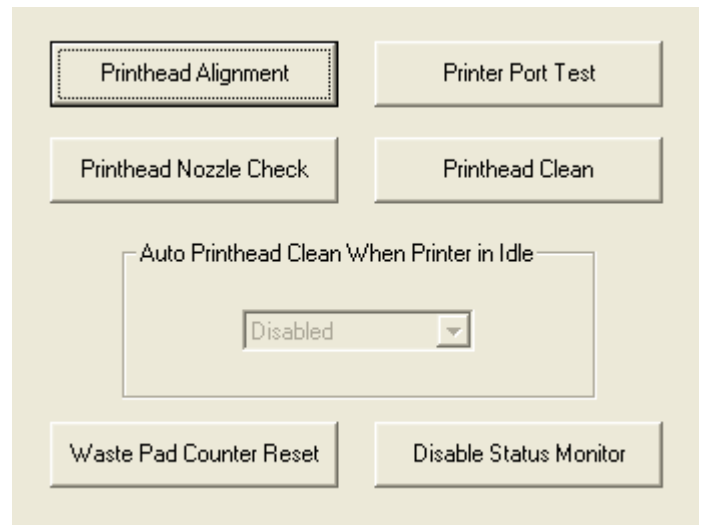 Printhead Alignment
Printer Port Test
Printhead Nozzle Check
Printhead Clean
Auto Printhead Clean When Printer in Idle
Disabled
Waste Pad Counter Reset
Disable Status Monitor